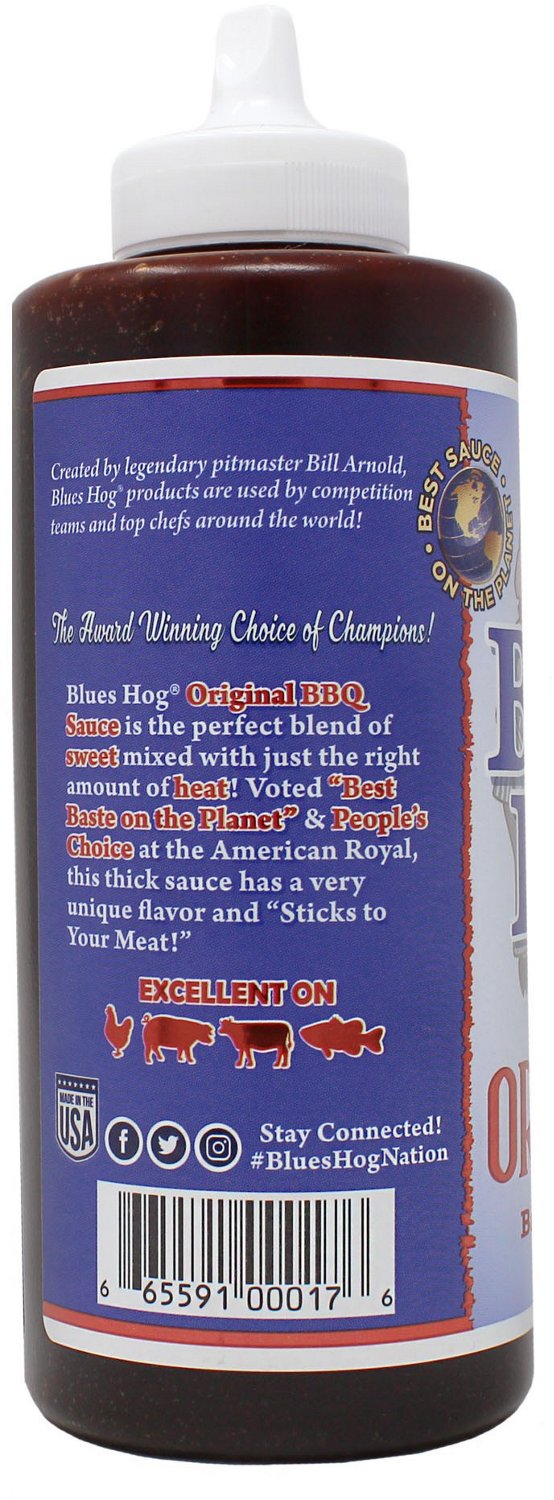 Created by legendary pitmaster Bill Arnold,
Blues Hog® products are used by competition
teams and top chefs around the world!
BEST SAUCE
ON THE PLANET
The Award Winning Choice of Champions!
Blues Hog® Original BBQ
Sauce is the perfect blend of
sweet mixed with just the right
amount of heat! Voted “Best
Baste on the Planet” & People’s
Choice at the American Royal,
this thick sauce has a very
unique flavor and “Sticks to
Your Meat!”
EXCELLENT ON
MADE IN THE
USA
Stay Connected!
#BluesHogNation
6 65591 00017 6